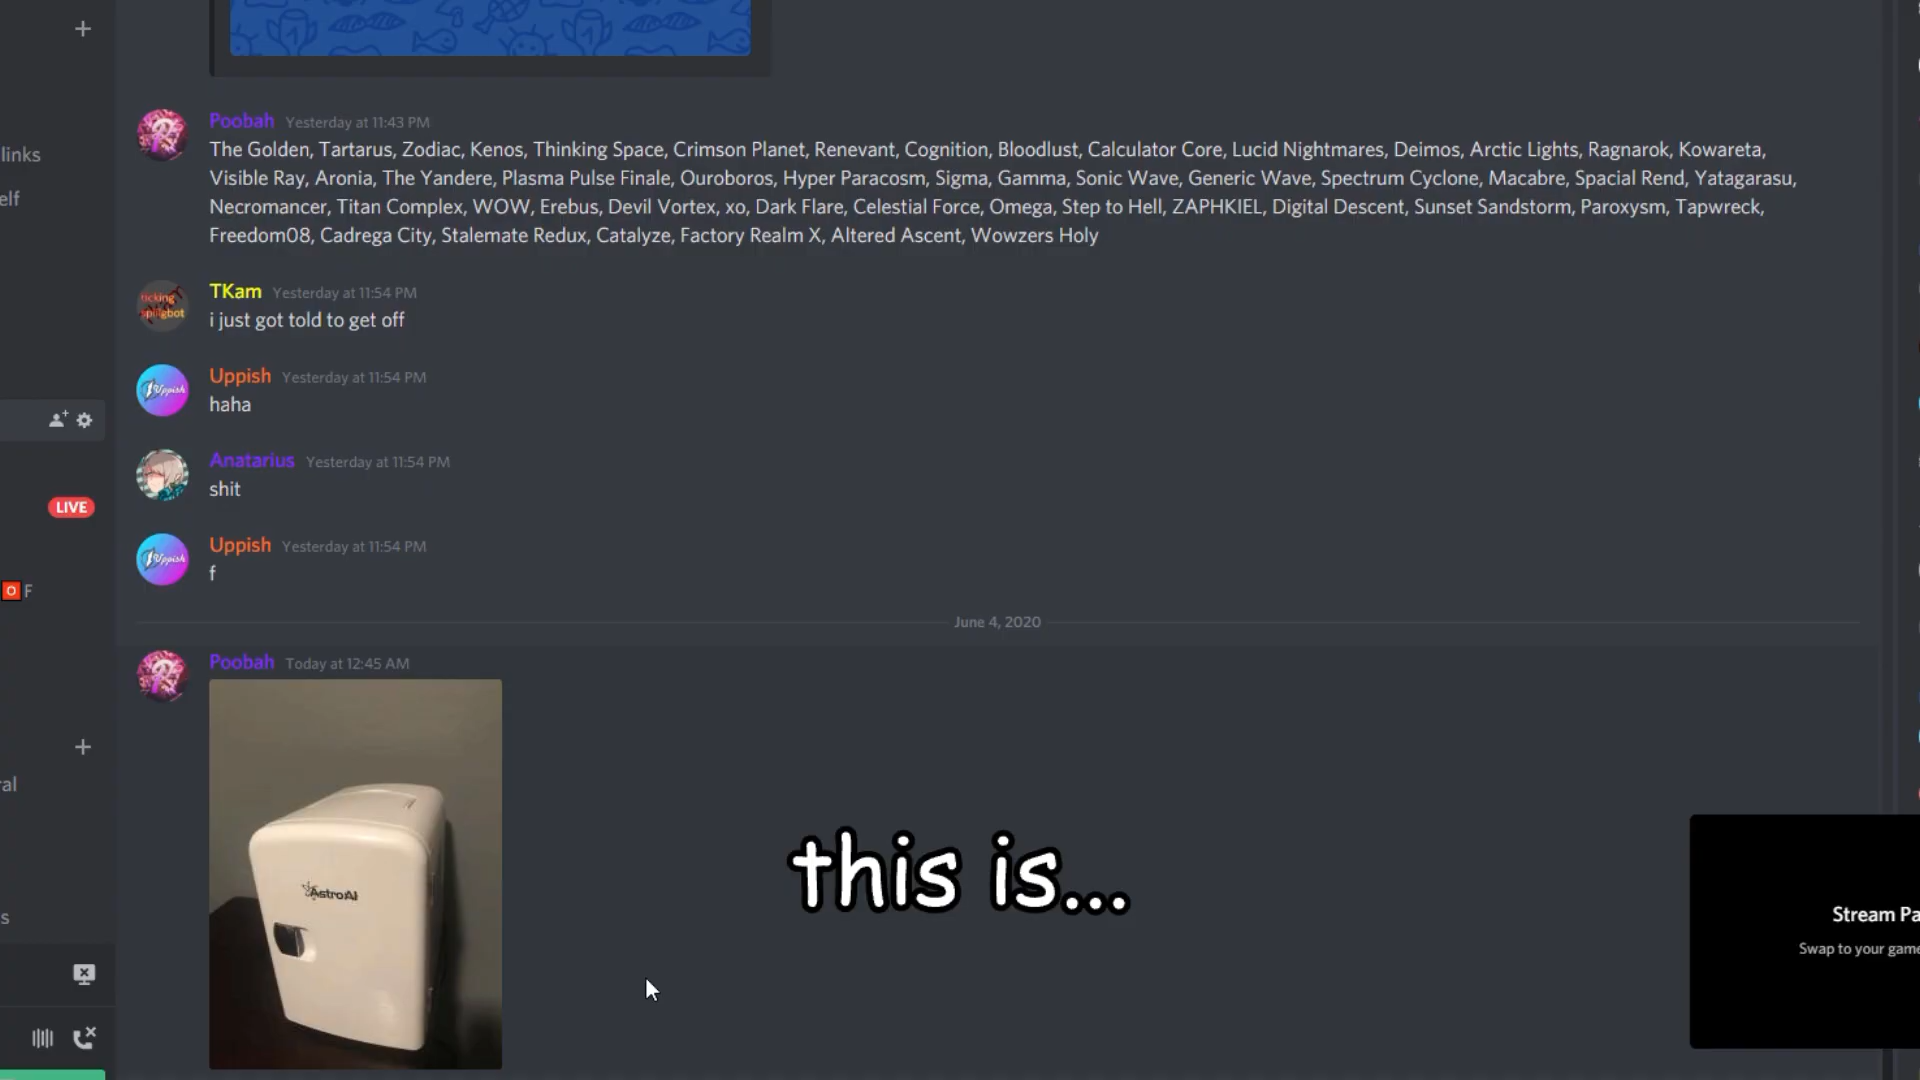 links
elf
LIVE
F
ral
s
Poobah Yesterday at 11:43 PM
The Golden, Tartarus, Zodiac, Kenos, Thinking Space, Crimson Planet, Renevant, Cognition, Bloodlust, Calculator Core, Lucid Nightmares, Deimos, Arctic Lights, Ragnarok, Kowareta,
Visible Ray, Aronia, The Yandere, Plasma Pulse Finale, Ouroboros, Hyper Paracosm, Sigma, Gamma, Sonic Wave, Generic Wave, Spectrum Cyclone, Macabre, Spacial Rend, Yatagarasu,
Necromancer, Titan Complex, WOW, Erebus, Devil Vortex, xo, Dark Flare, Celestial Force, Omega, Step to Hell, ZAPHKIEL, Digital Descent, Sunset Sandstorm, Paroxysm, Tapwreck,
Freedom08, Cadrega City, Stalemate Redux, Catalyze, Factory Realm X, Altered Ascent, Wowzers Holy
TKam Yesterday at 11:54 PM
i just got told to get off
Uppish Yesterday at 11:54 PM
haha
Anatarius Yesterday at 11:54 PM
shit
Uppish Yesterday at 11:54 PM
f
June 4, 2020
Poobah Today at 12:45 AM
AstroAI
this is...
Stream Pa
Swap to your game